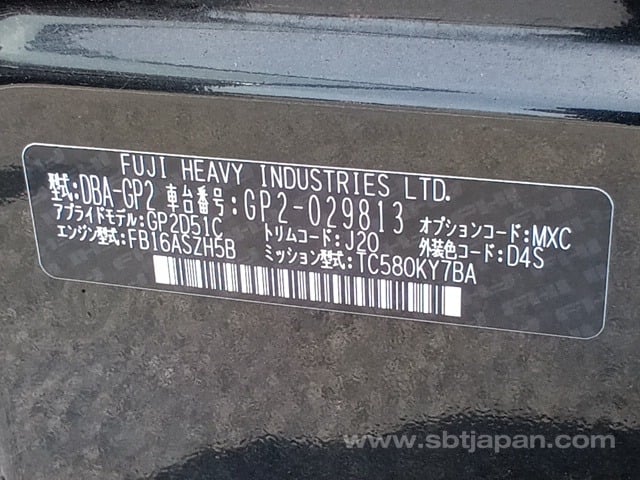 FUJI HEAVY INDUSTRIES LTD.
型式:DBA-GP2 車台番号:GP2-029813 オプションコード:MXC
アプライドモデル:GP2D51C トリムコード:J20 外装色コード:D4S
エンジン型式:FB16ASZH5B ミッション型式:TC580KY7BA
www.sbtjapan.com